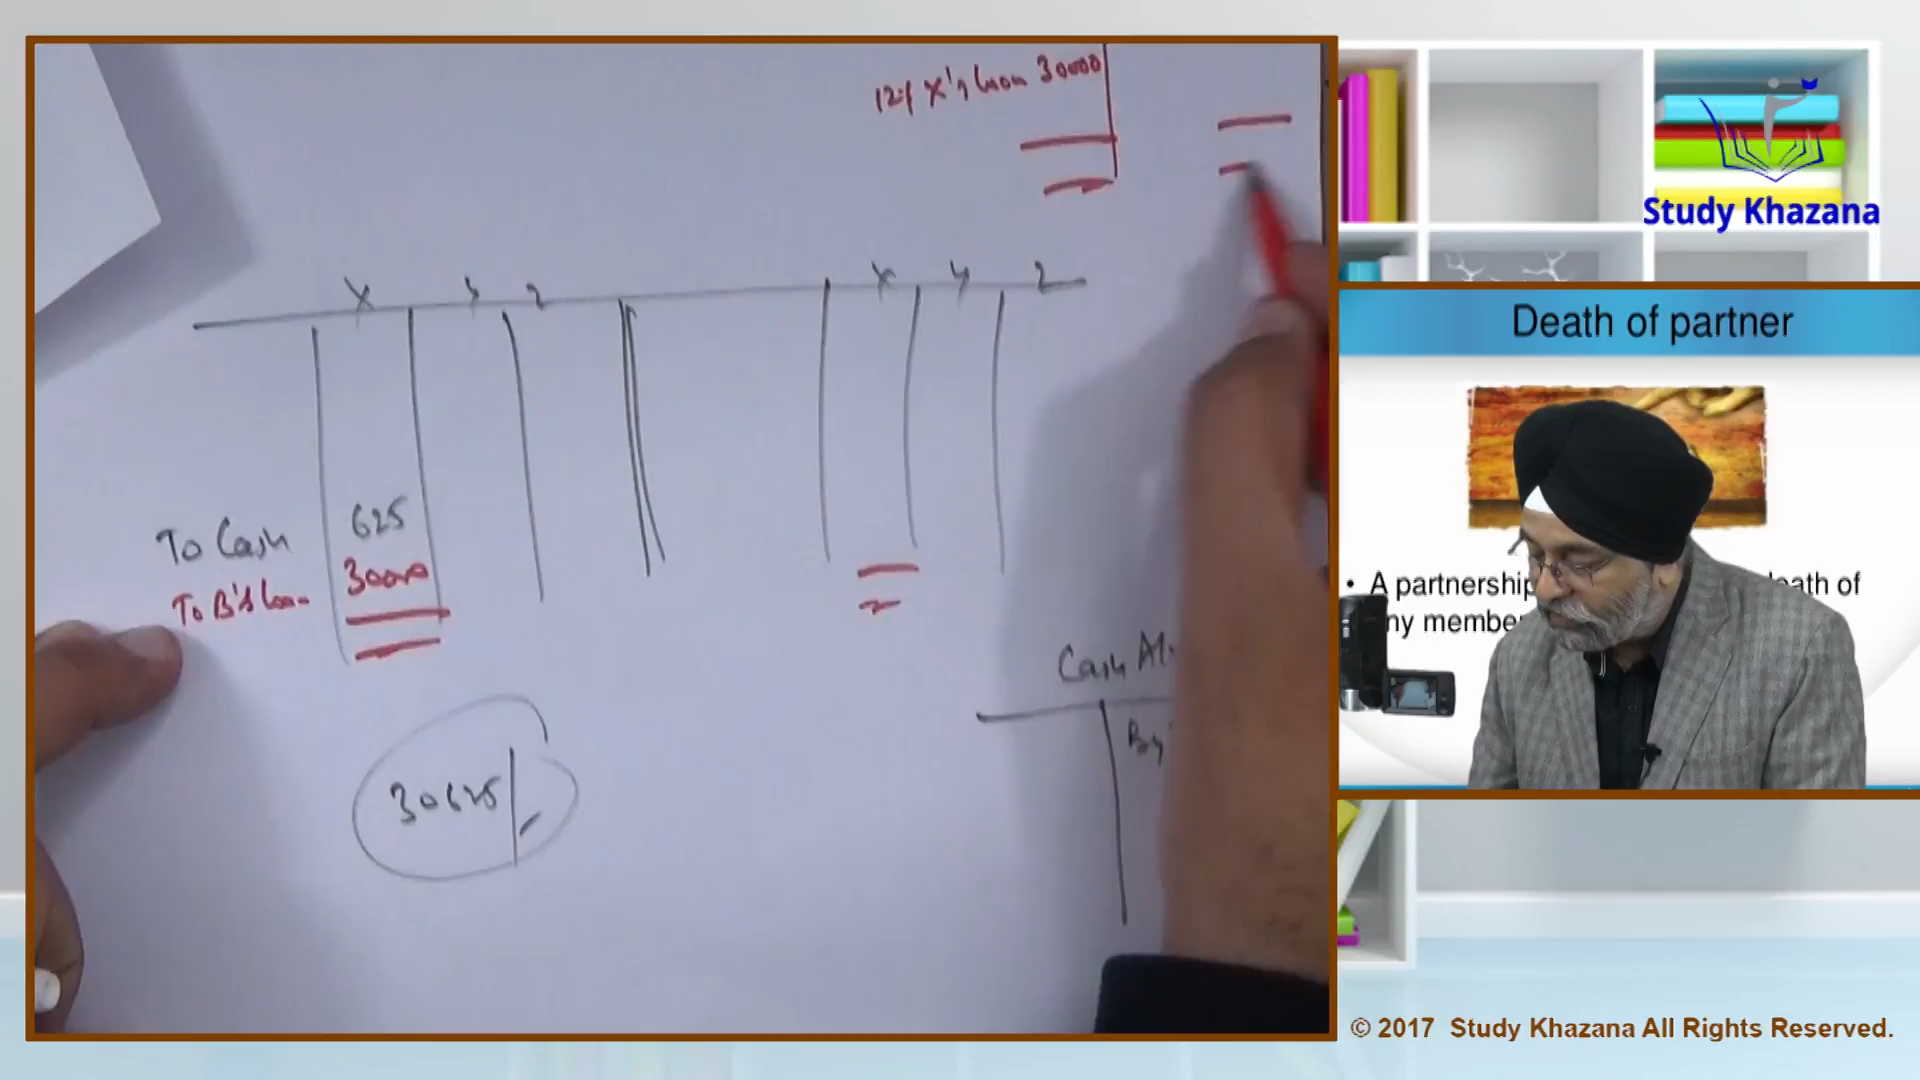 12% X's loan 30000
X Y Z X Y Z
To Cash 625
To B's loan 30000
30625/-
Cash A/c
By
Study Khazana
Death of partner
• A partnership ath of
ny membe
© 2017 Study Khazana All Rights Reserved.